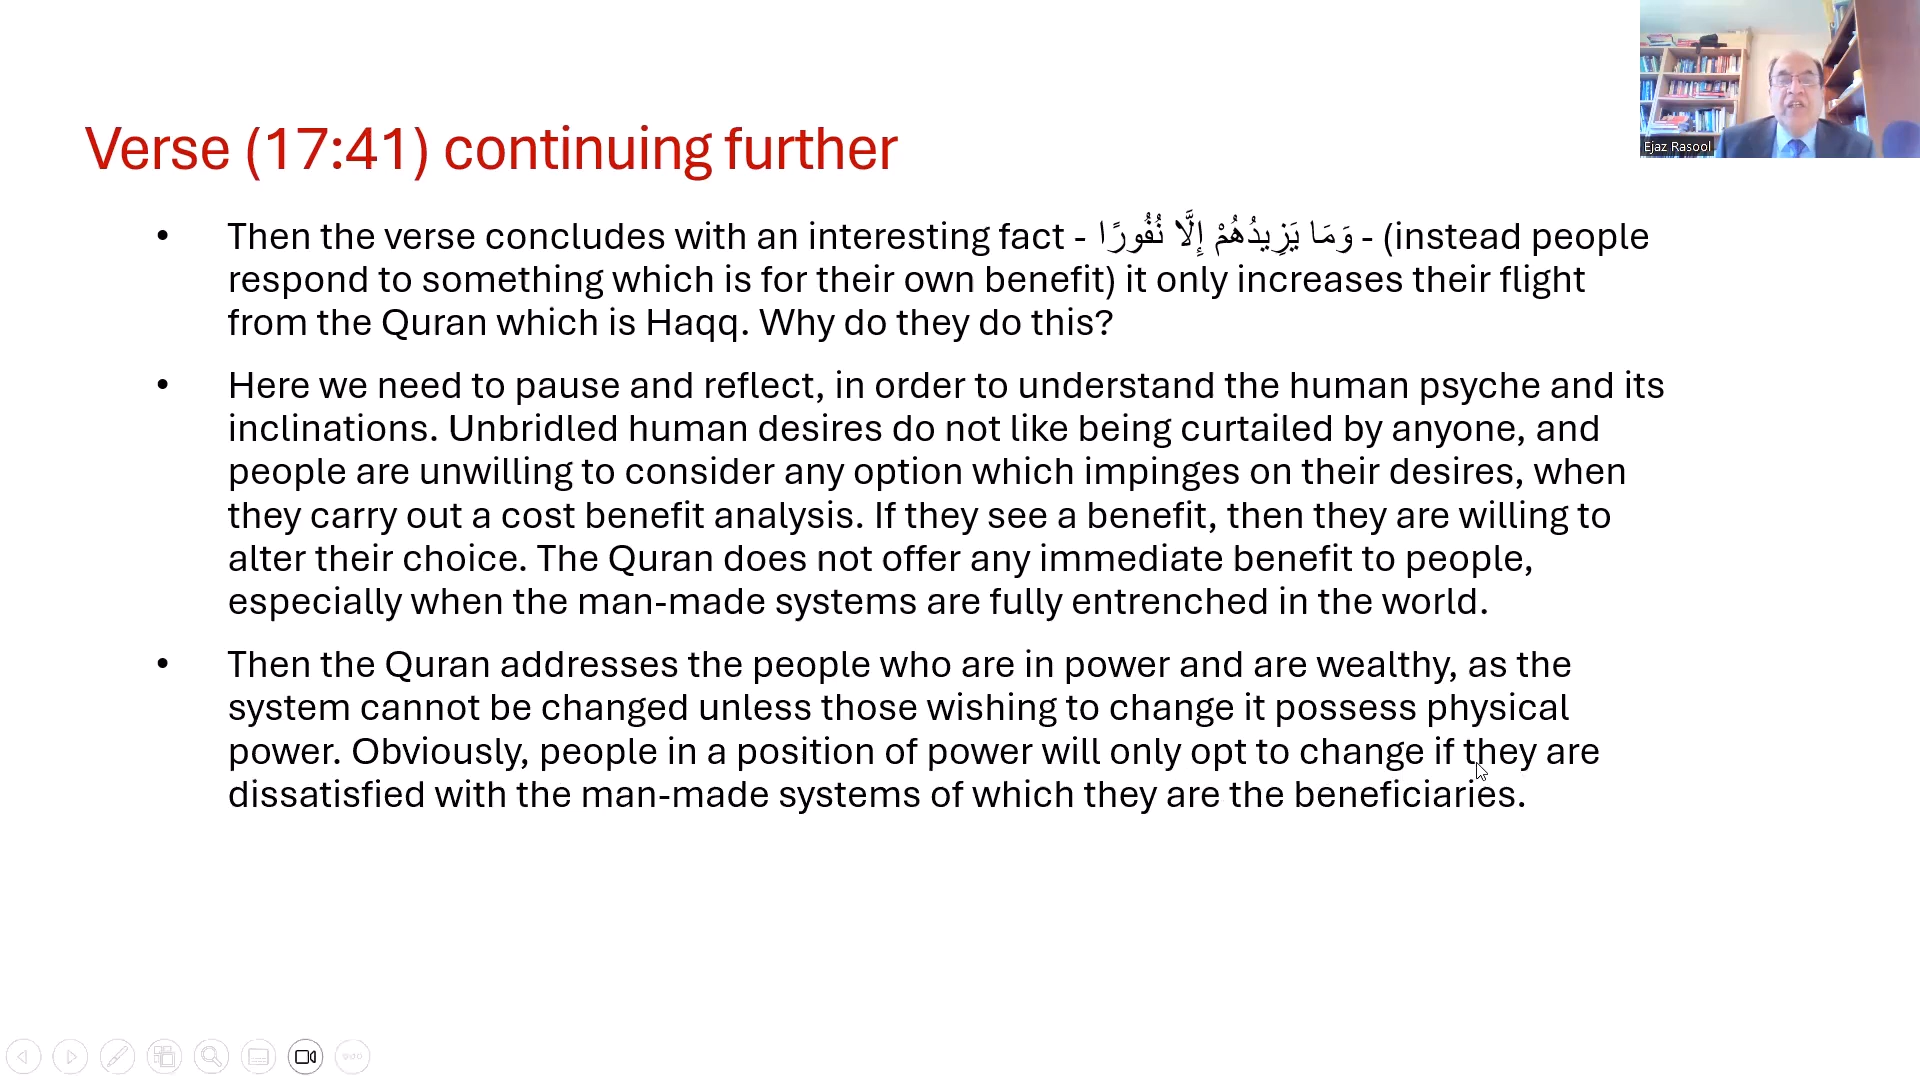 Ejaz Rasool
Verse (17:41) continuing further
• Then the verse concludes with an interesting fact - وَمَا يَزِيدُهُمْ إِلَّا نُفُورًا - (instead people
respond to something which is for their own benefit) it only increases their flight
from the Quran which is Haqq. Why do they do this?
• Here we need to pause and reflect, in order to understand the human psyche and its
inclinations. Unbridled human desires do not like being curtailed by anyone, and
people are unwilling to consider any option which impinges on their desires, when
they carry out a cost benefit analysis. If they see a benefit, then they are willing to
alter their choice. The Quran does not offer any immediate benefit to people,
especially when the man-made systems are fully entrenched in the world.
• Then the Quran addresses the people who are in power and are wealthy, as the
system cannot be changed unless those wishing to change it possess physical
power. Obviously, people in a position of power will only opt to change if they are
dissatisfied with the man-made systems of which they are the beneficiaries.